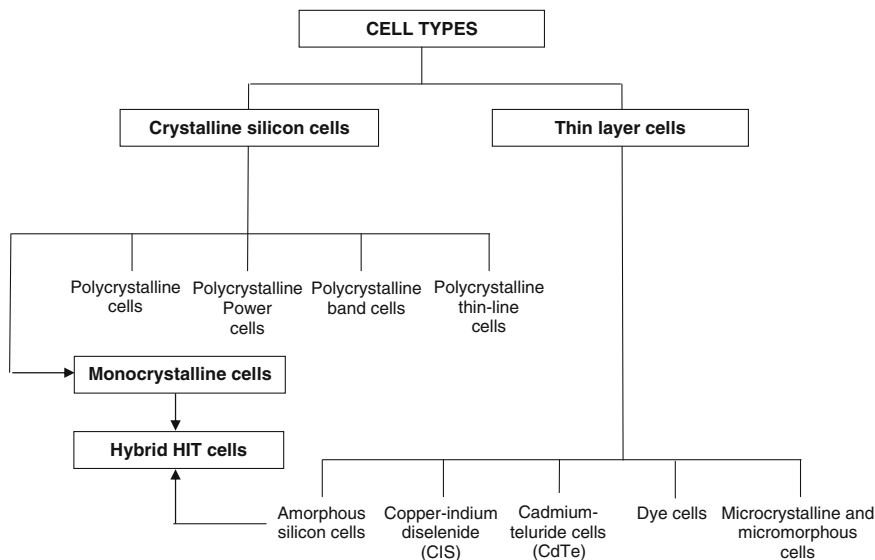 CELL TYPES
Crystalline silicon cells
Thin layer cells
Polycrystalline
cells
Polycrystalline
Power
cells
Polycrystalline
band cells
Polycrystalline
thin-line
cells
Monocrystalline cells
Hybrid HIT cells
Amorphous
silicon cells
Copper-indium
diselenide
(CIS)
Cadmium-
teluride cells
(CdTe)
Dye cells
Microcrystalline and
micromorphous
cells